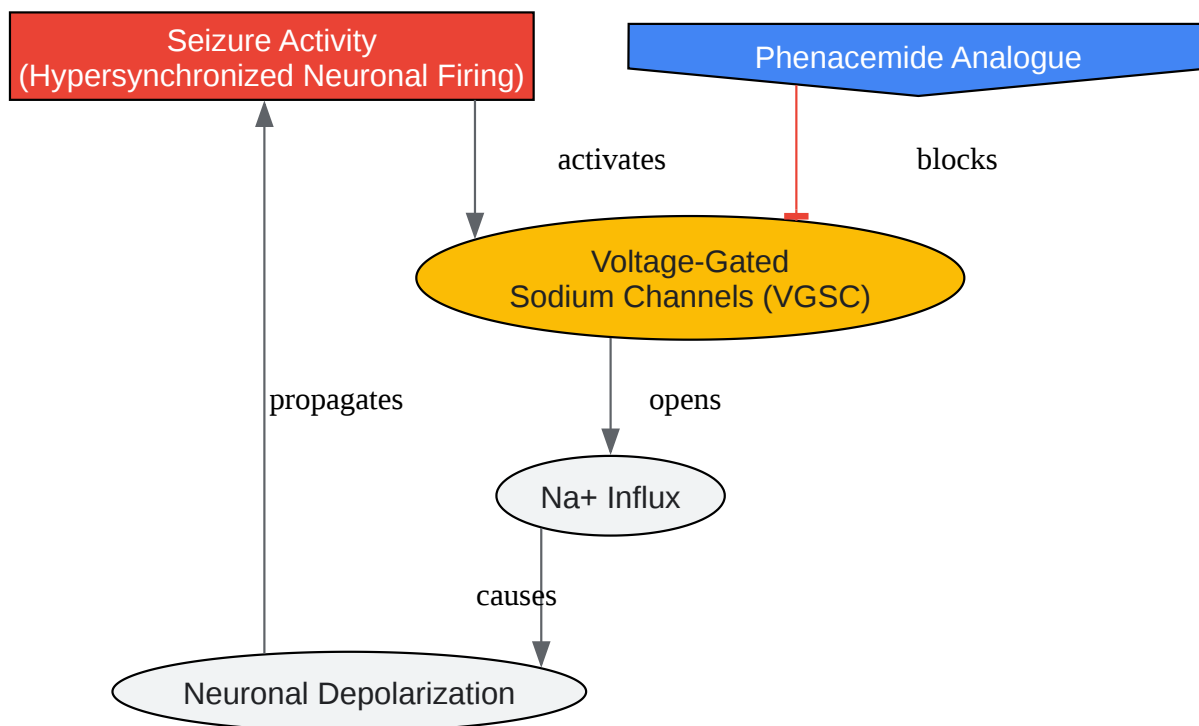 Seizure Activity
(Hypersynchronized Neuronal Firing)
Phenacemide Analogue
activates
blocks
Voltage-Gated
Sodium Channels (VGSC)
propagates
opens
Na+ Influx
causes
Neuronal Depolarization